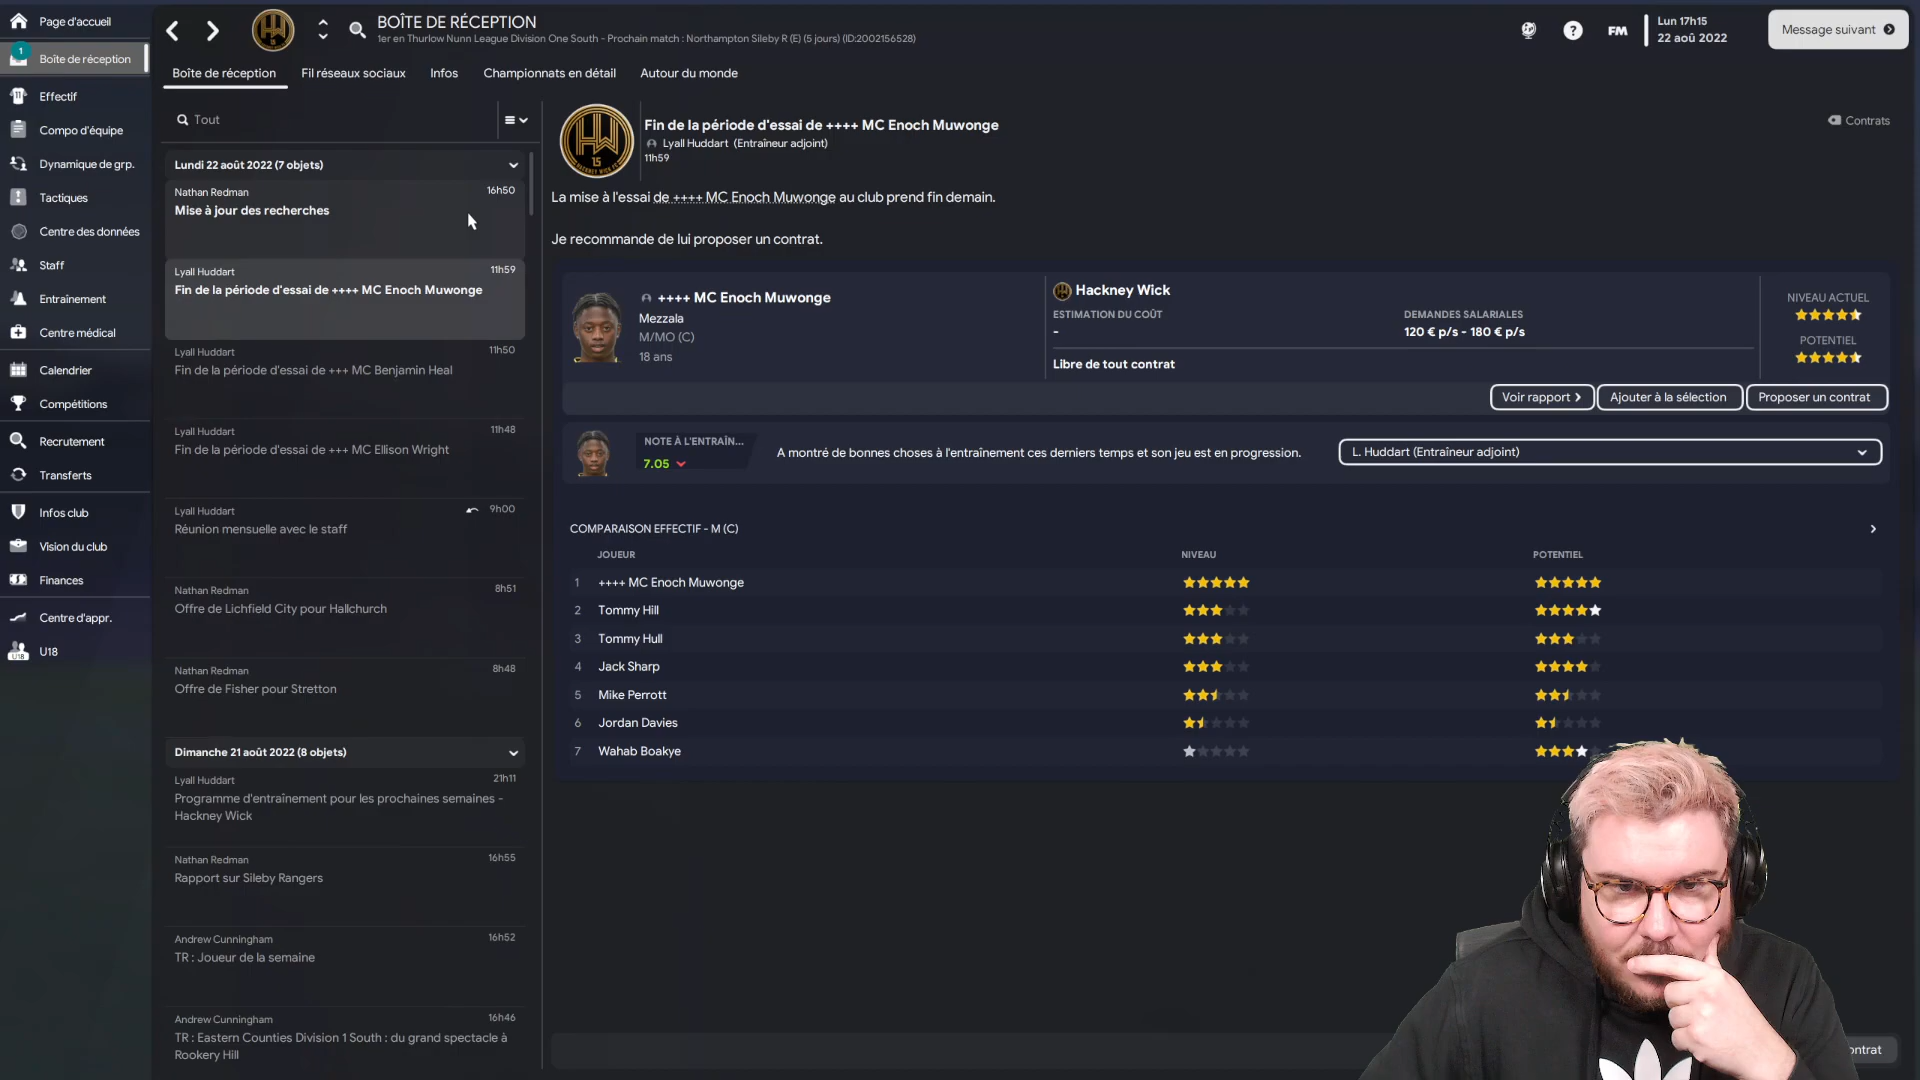 Page d'accueil
1
Boîte de réception
Effectif
Compo d'équipe
Dynamique de grp.
Tactiques
Centre des données
Staff
Entraînement
Centre médical
Calendrier
Compétitions
Recrutement
Transferts
Infos club
Vision du club
Finances
Centre d'appr.
U18
U18
BOÎTE DE RÉCEPTION
1er en Thurlow Nunn League Division One South - Prochain match : Northampton Sileby R (E) (5 jours) (ID:2002156528)
FM
Lun 17h15
22 aoû 2022
Message suivant
Boîte de réception
Fil réseaux sociaux
Infos
Championnats en détail
Autour du monde
Tout
Lundi 22 août 2022 (7 objets)
Nathan Redman 16h50
Mise à jour des recherches
Lyall Huddart 11h59
Fin de la période d'essai de ++++ MC Enoch Muwonge
Lyall Huddart 11h50
Fin de la période d'essai de +++ MC Benjamin Heal
Lyall Huddart 11h48
Fin de la période d'essai de +++ MC Ellison Wright
Lyall Huddart 9h00
Réunion mensuelle avec le staff
Nathan Redman 8h51
Offre de Lichfield City pour Hallchurch
Nathan Redman 8h48
Offre de Fisher pour Stretton
Dimanche 21 août 2022 (8 objets)
Lyall Huddart 21h11
Programme d'entraînement pour les prochaines semaines -
Hackney Wick
Nathan Redman 16h55
Rapport sur Sileby Rangers
Andrew Cunningham 16h52
TR : Joueur de la semaine
Andrew Cunningham 16h46
TR : Eastern Counties Division 1 South : du grand spectacle à
Rookery Hill
HW
15
Fin de la période d'essai de ++++ MC Enoch Muwonge
Lyall Huddart (Entraîneur adjoint)
11h59
Contrats
La mise à l'essai de ++++ MC Enoch Muwonge au club prend fin demain.
Je recommande de lui proposer un contrat.
++++ MC Enoch Muwonge
Mezzala
M/MO (C)
18 ans
Hackney Wick
ESTIMATION DU COÛT
-
DEMANDES SALARIALES
120 € p/s - 180 € p/s
Libre de tout contrat
NIVEAU ACTUEL
POTENTIEL
Voir rapport
Ajouter à la sélection
Proposer un contrat
NOTE À L'ENTRAÎN...
7.05
A montré de bonnes choses à l'entraînement ces derniers temps et son jeu est en progression.
L. Huddart (Entraîneur adjoint)
COMPARAISON EFFECTIF - M (C)
JOUEUR NIVEAU POTENTIEL
1 ++++ MC Enoch Muwonge
2 Tommy Hill
3 Tommy Hull
4 Jack Sharp
5 Mike Perrott
6 Jordan Davies
7 Wahab Boakye